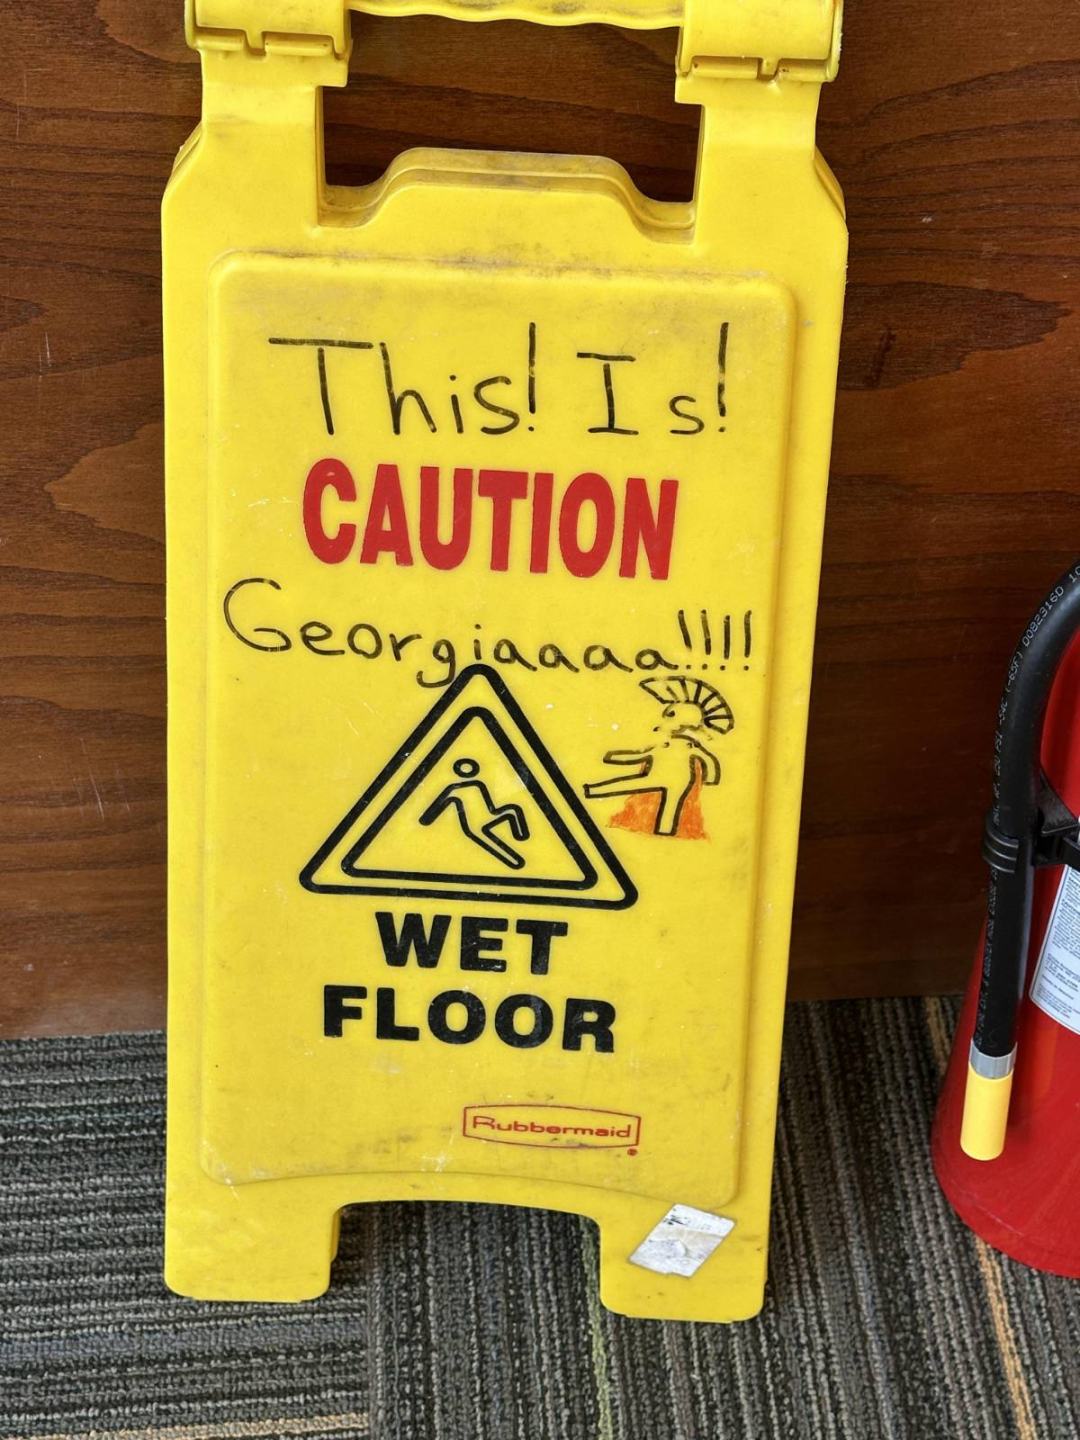 This! Is!
CAUTION
Georgiaaaa!!!!
WET
FLOOR
Rubbermaid